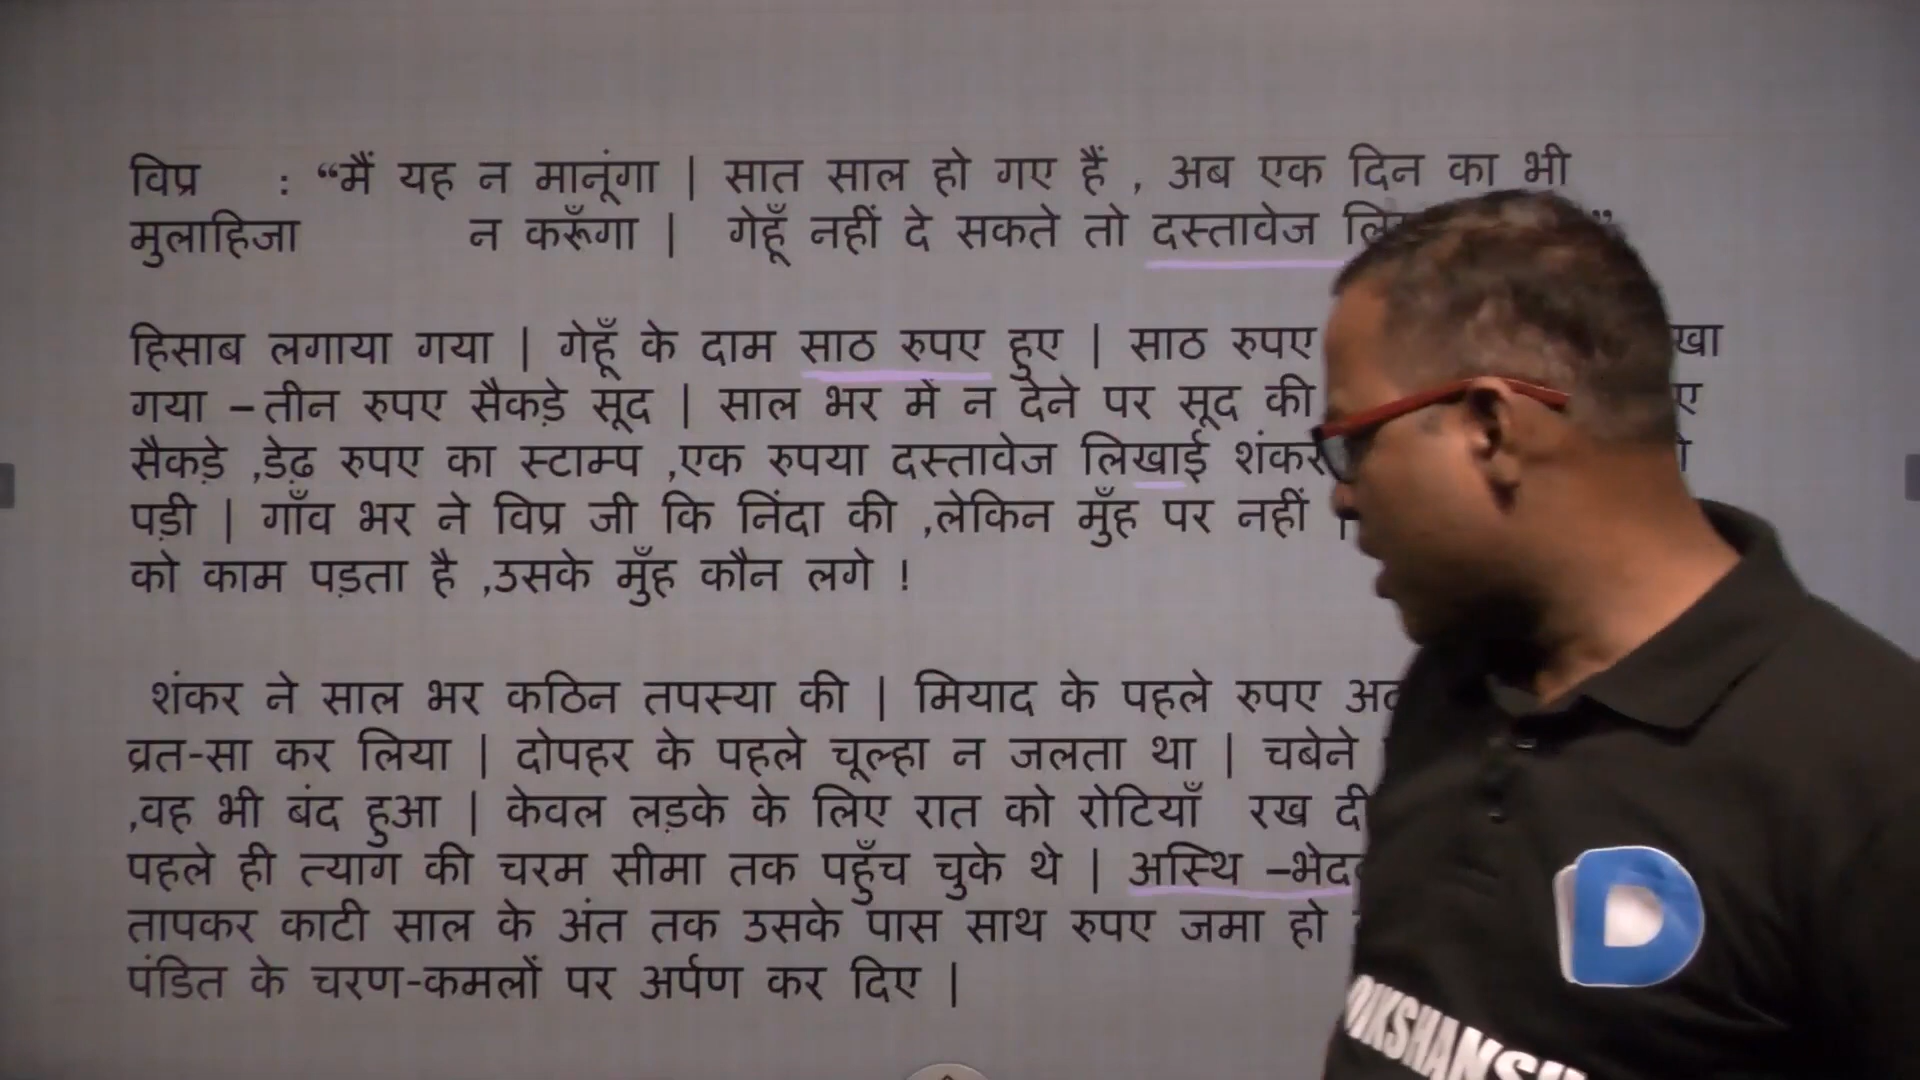 विप्र : “मैं यह न मानूंगा | सात साल हो गए हैं , अब एक दिन का भी
मुलाहिजा न करूँगा | गेहूँ नहीं दे सकते तो दस्तावेज ”
हिसाब लगाया गया | गेहूँ के दाम साठ रुपए हुए | साठ रुपए
गया – तीन रुपए सैकड़े सूद | साल भर में न देने पर सूद की
सैकड़े ,डेढ़ रुपए का स्टाम्प ,एक रुपया दस्तावेज लिखाई शंकर
पड़ी | गाँव भर ने विप्र जी कि निंदा की ,लेकिन मुँह पर नहीं |
को काम पड़ता है ,उसके मुँह कौन लगे !
शंकर ने साल भर कठिन तपस्या की | मियाद के पहले रुपए
व्रत-सा कर लिया | दोपहर के पहले चूल्हा न जलता था | चबेने
,वह भी बंद हुआ | केवल लड़के के लिए रात को रोटियाँ रख
पहले ही त्याग की चरम सीमा तक पहुँच चुके थे | अस्थि –
तापकर काटी साल के अंत तक उसके पास साथ रुपए जमा हो
पंडित के चरण-कमलों पर अर्पण कर दिए |
D